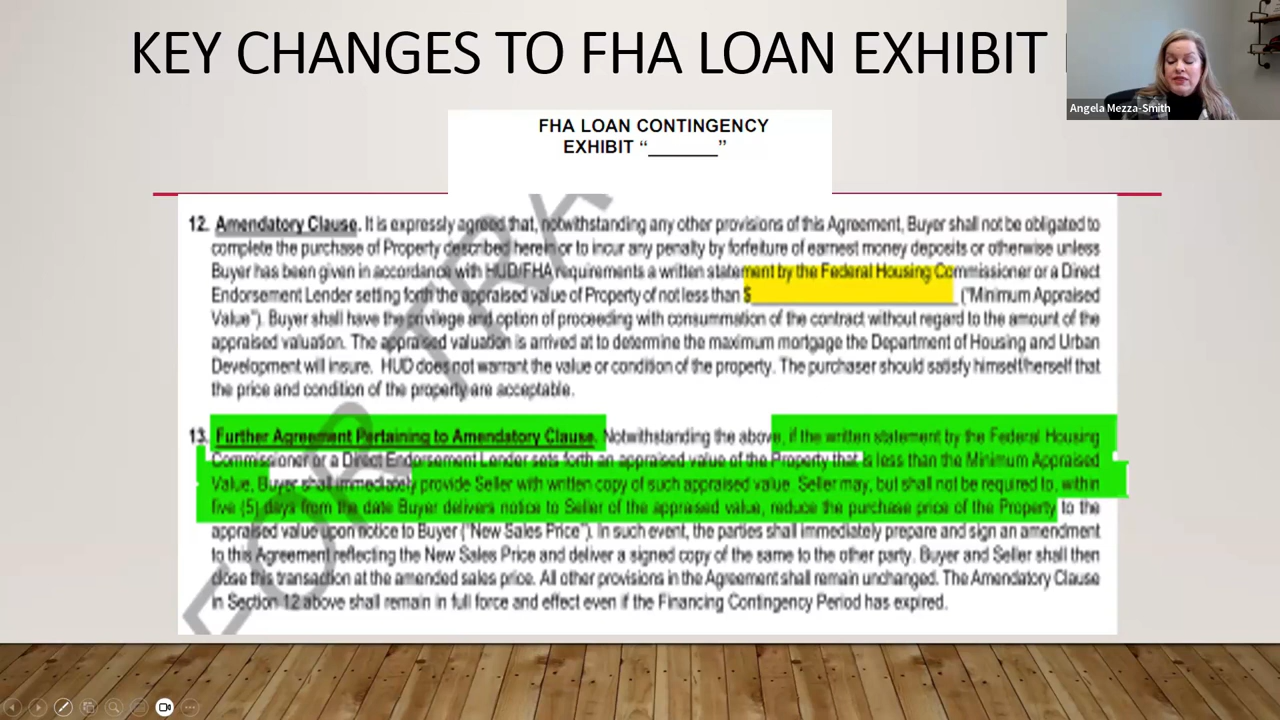 KEY CHANGES TO FHA LOAN EXHIBIT
Angela Mezza-Smith
FHA LOAN CONTINGENCY
EXHIBIT “_______”
12. Amendatory Clause. It is expressly agreed that, notwithstanding any other provisions of this Agreement, Buyer shall not be obligated to
complete the purchase of Property described herein or to incur any penalty by forfeiture of earnest money deposits or otherwise unless
Buyer has been given in accordance with HUD/FHA requirements a written statement by the Federal Housing Commissioner or a Direct
Endorsement Lender setting forth the appraised value of Property of not less than $____________________ ("Minimum Appraised
Value"). Buyer shall have the privilege and option of proceeding with consummation of the contract without regard to the amount of the
appraised valuation. The appraised valuation is arrived at to determine the maximum mortgage the Department of Housing and Urban
Development will insure. HUD does not warrant the value or condition of the property. The purchaser should satisfy himself/herself that
the price and condition of the property are acceptable.
13. Further Agreement Pertaining to Amendatory Clause. Notwithstanding the above, if the written statement by the Federal Housing
Commissioner or a Direct Endorsement Lender sets forth an appraised value of the Property that is less than the Minimum Appraised
Value, Buyer shall immediately provide Seller with written copy of such appraised value. Seller may, but shall not be required to, within
five (5) days from the date Buyer delivers notice to Seller of the appraised value, reduce the purchase price of the Property to the
appraised value upon notice to Buyer ("New Sales Price"). In such event, the parties shall immediately prepare and sign an amendment
to this Agreement reflecting the New Sales Price and deliver a signed copy of the same to the other party. Buyer and Seller shall then
close this transaction at the amended sales price. All other provisions in the Agreement shall remain unchanged. The Amendatory Clause
in Section 12 above shall remain in full force and effect even if the Financing Contingency Period has expired.
FOR TRA